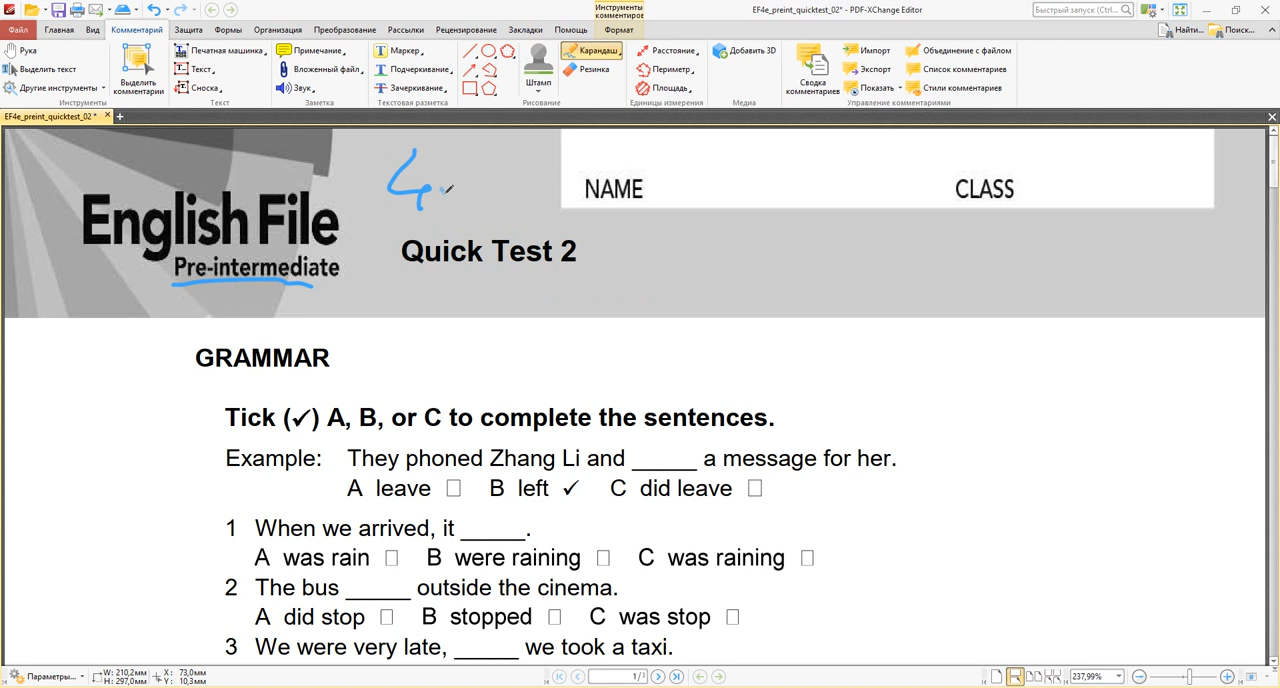 Инструменты
комментиров
EF4e_preint_quicktest_02* - PDF-XChange Editor
Быстрый запуск (Ctrl...
Файл Главная Вид Комментарий Защита Формы Организация Преобразование Рассылки Рецензирование Закладки Помощь Формат Найти... Поиск...
Рука
Выделить текст
Другие инструменты
Инструменты
Выделить
комментарии
Печатная машинка
Текст
Сноска
Текст
Примечание
Вложенный файл
Звук
Заметка
Маркер
Подчеркивание
Зачеркивание
Текстовая разметка
Штамп
Карандаш
Резинка
Рисование
Расстояние
Периметр
Площадь
Единицы измерения
Добавить 3D
Медиа
Сводка
комментариев
Импорт
Экспорт
Показать
Объединение с файлом
Список комментариев
Стили комментариев
Управление комментариями
EF4e_preint_quicktest_02 *
4
NAME CLASS
English File
Pre-intermediate
Quick Test 2
GRAMMAR
Tick (✓) A, B, or C to complete the sentences.
Example: They phoned Zhang Li and _____ a message for her.
A leave □ B left ✓ C did leave □
1 When we arrived, it _____.
A was rain □ B were raining □ C was raining □
2 The bus _____ outside the cinema.
A did stop □ B stopped □ C was stop □
3 We were very late, _____ we took a taxi.
Параметры...
W: 210,2мм
H: 297,0мм
X: 73,0мм
Y: 10,3мм
237,99%